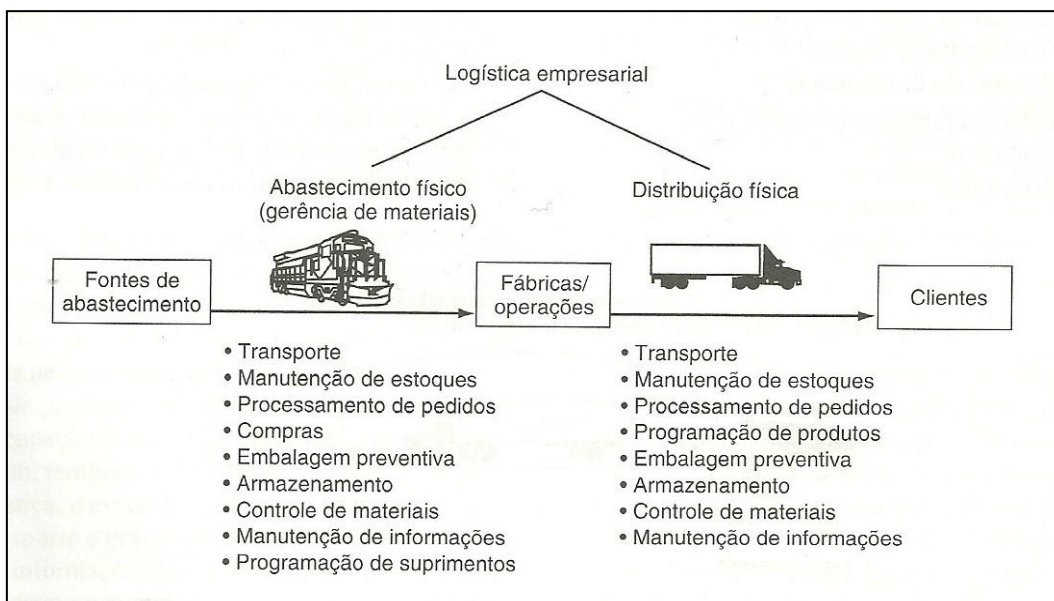 Logística empresarial
Abastecimento físico
(gerência de materiais)
Distribuição física
Fontes de
abastecimento
Fábricas/
operações
Clientes
• Transporte
• Manutenção de estoques
• Processamento de pedidos
• Compras
• Embalagem preventiva
• Armazenamento
• Controle de materiais
• Manutenção de informações
• Programação de suprimentos
• Transporte
• Manutenção de estoques
• Processamento de pedidos
• Programação de produtos
• Embalagem preventiva
• Armazenamento
• Controle de materiais
• Manutenção de informações